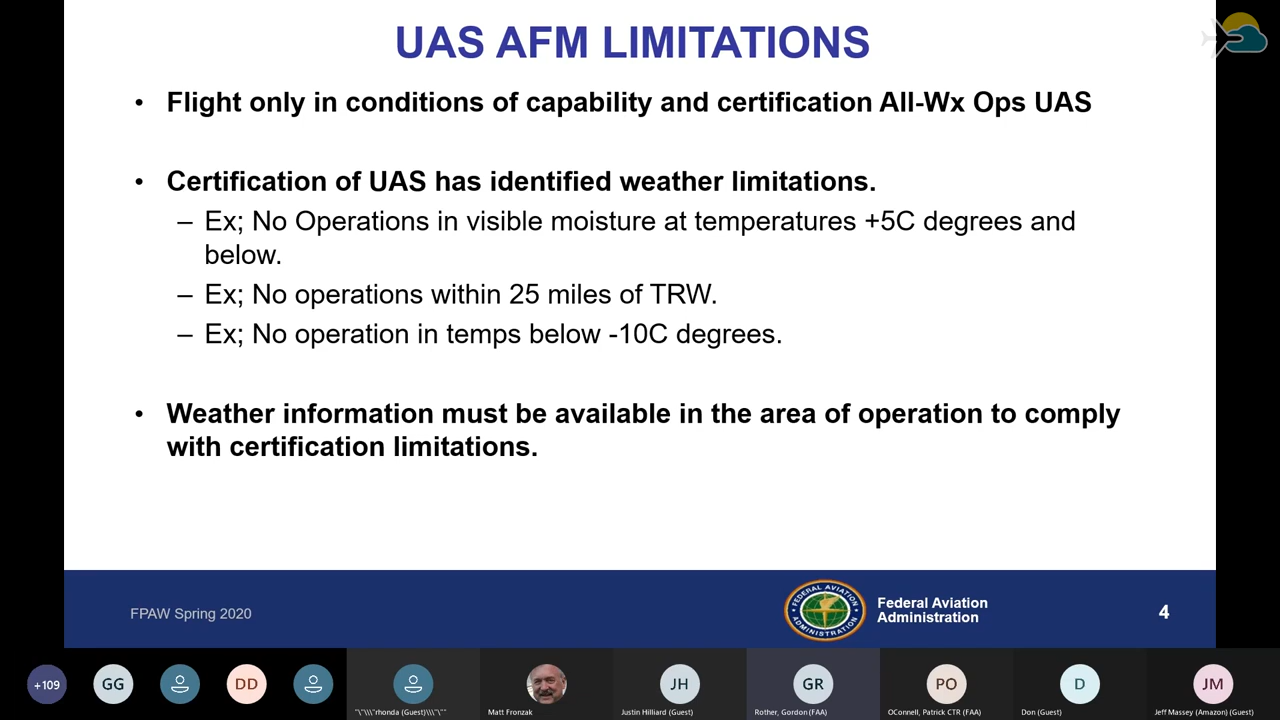 UAS AFM LIMITATIONS
• Flight only in conditions of capability and certification All-Wx Ops UAS
• Certification of UAS has identified weather limitations.
– Ex; No Operations in visible moisture at temperatures +5C degrees and
below.
– Ex; No operations within 25 miles of TRW.
– Ex; No operation in temps below -10C degrees.
• Weather information must be available in the area of operation to comply
with certification limitations.
FPAW Spring 2020
FEDERAL AVIATION
ADMINISTRATION
Federal Aviation
Administration
4
+109
GG
DD
JH
GR
PO
D
JM
"\"\\\"rhonda (Guest)\\\"\""
Matt Fronzak
Justin Hilliard (Guest)
Rother, Gordon (FAA)
OConnell, Patrick CTR (FAA)
Don (Guest)
Jeff Massey (Amazon) (Guest)